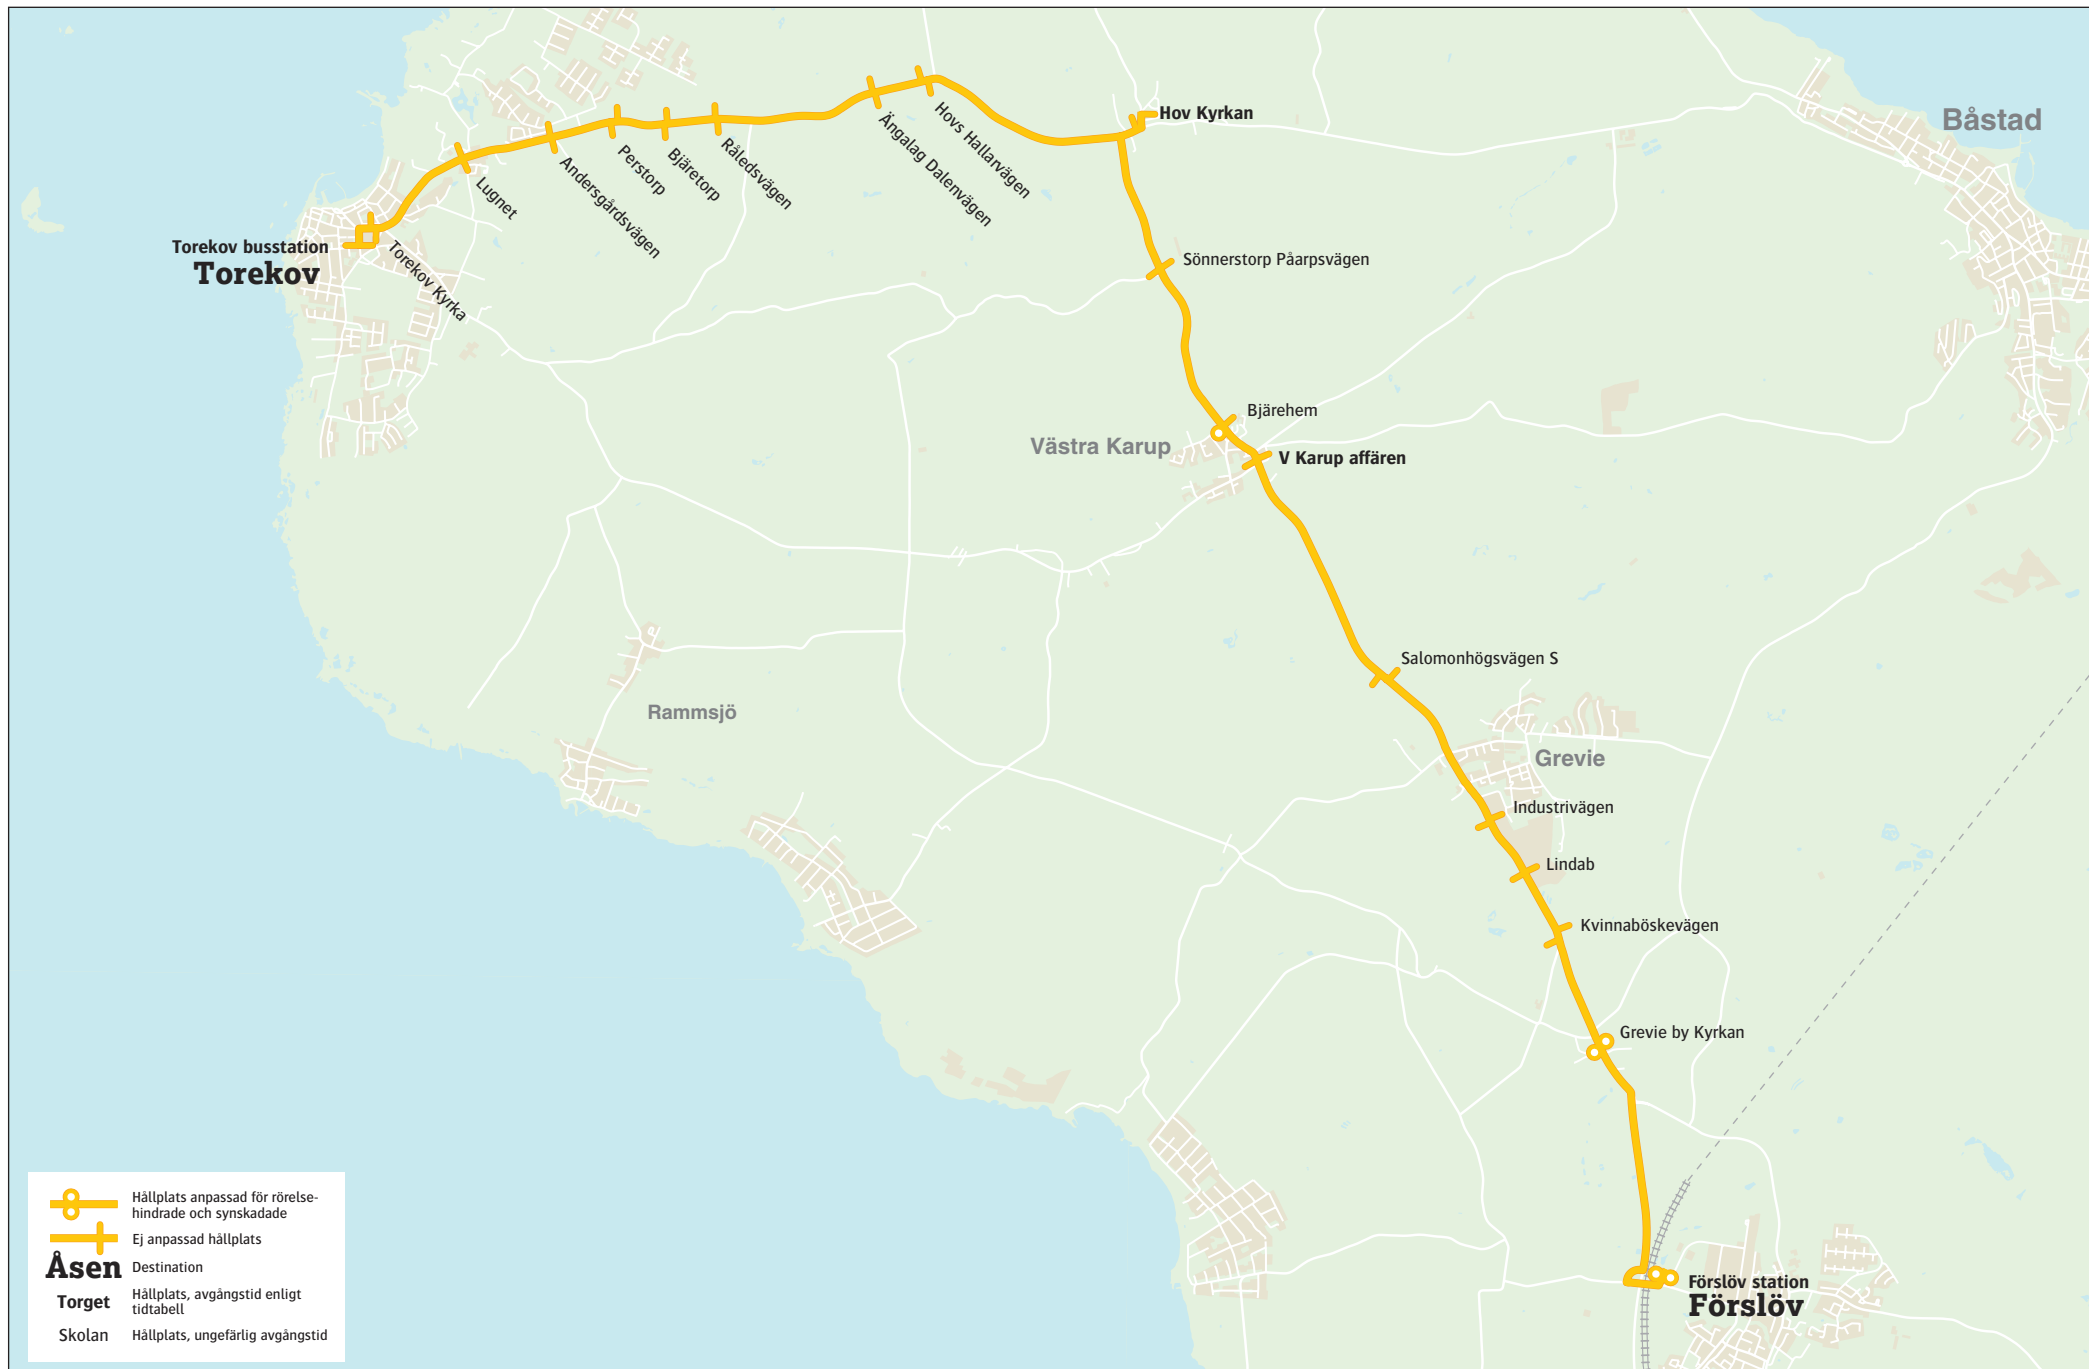 Båstad
Hov Kyrkan
Hovs Hallarvägen
Ängalag Dalenvägen
Råledsvägen
Bjäretorp
Perstorp
Andersgårdsvägen
Lugnet
Torekov Kyrka
Torekov busstation
Torekov
Sönnerstorp Påarpsvägen
Bjärehem
Västra Karup
V Karup affären
Salomonhögsvägen S
Rammsjö
Grevie
Industrivägen
Lindab
Kvinnaböskevägen
Grevie by Kyrkan
Förslöv station
Förslöv
Hållplats anpassad för rörelse-
hindrade och synskadade
Ej anpassad hållplats
Åsen Destination
Torget Hållplats, avgångstid enligt
tidtabell
Skolan Hållplats, ungefärlig avgångstid